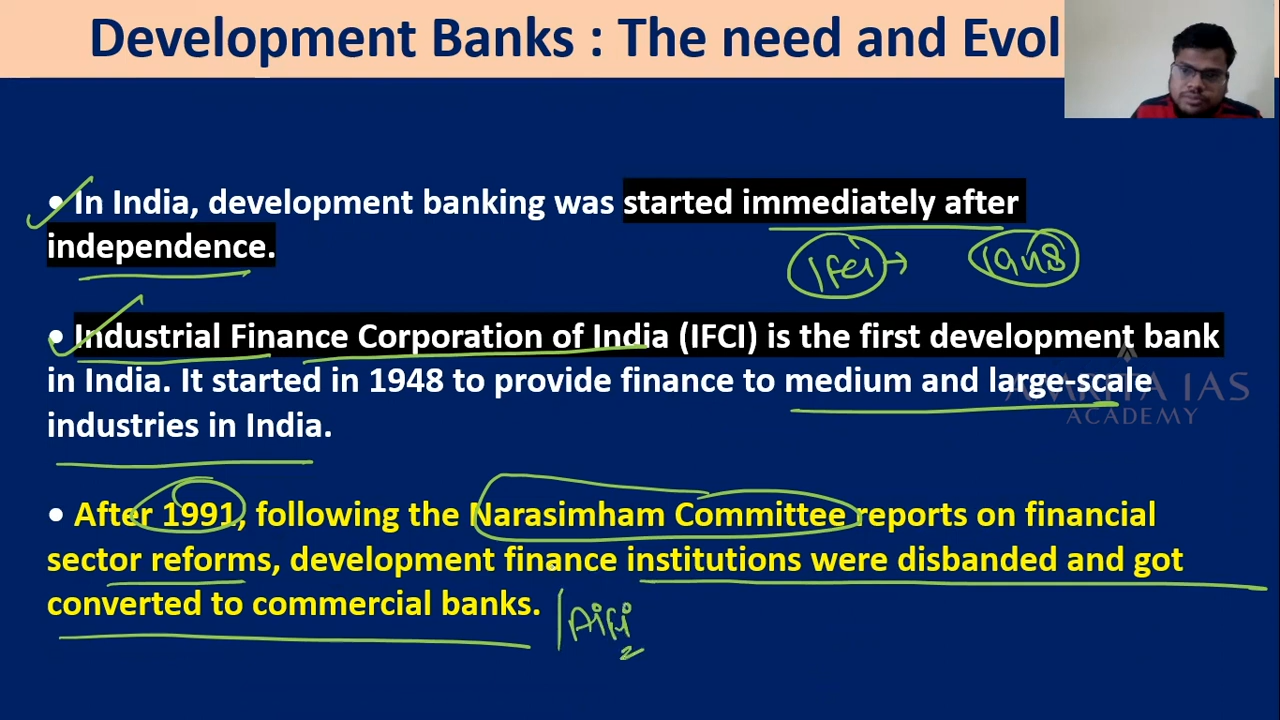 Development Banks : The need and Evol
• In India, development banking was started immediately after
independence.
Ifci → 1948
• Industrial Finance Corporation of India (IFCI) is the first development bank
in India. It started in 1948 to provide finance to medium and large-scale
industries in India.
AMRITA IAS
ACADEMY
• After 1991, following the Narasimham Committee reports on financial
sector reforms, development finance institutions were disbanded and got
converted to commercial banks.